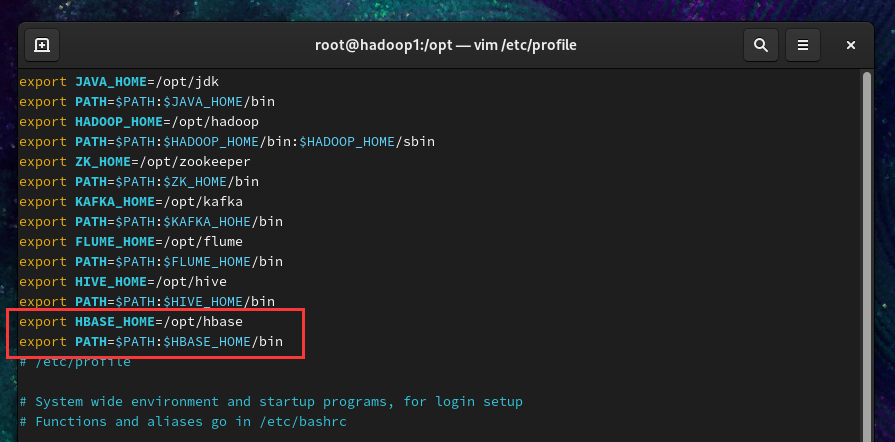 root@hadoop1:/opt — vim /etc/profile
export JAVA_HOME=/opt/jdk
export PATH=$PATH:$JAVA_HOME/bin
export HADOOP_HOME=/opt/hadoop
export PATH=$PATH:$HADOOP_HOME/bin:$HADOOP_HOME/sbin
export ZK_HOME=/opt/zookeeper
export PATH=$PATH:$ZK_HOME/bin
export KAFKA_HOME=/opt/kafka
export PATH=$PATH:$KAFKA_HOHE/bin
export FLUME_HOME=/opt/flume
export PATH=$PATH:$FLUME_HOME/bin
export HIVE_HOME=/opt/hive
export PATH=$PATH:$HIVE_HOME/bin
export HBASE_HOME=/opt/hbase
export PATH=$PATH:$HBASE_HOME/bin
# /etc/profile
# System wide environment and startup programs, for login setup
# Functions and aliases go in /etc/bashrc